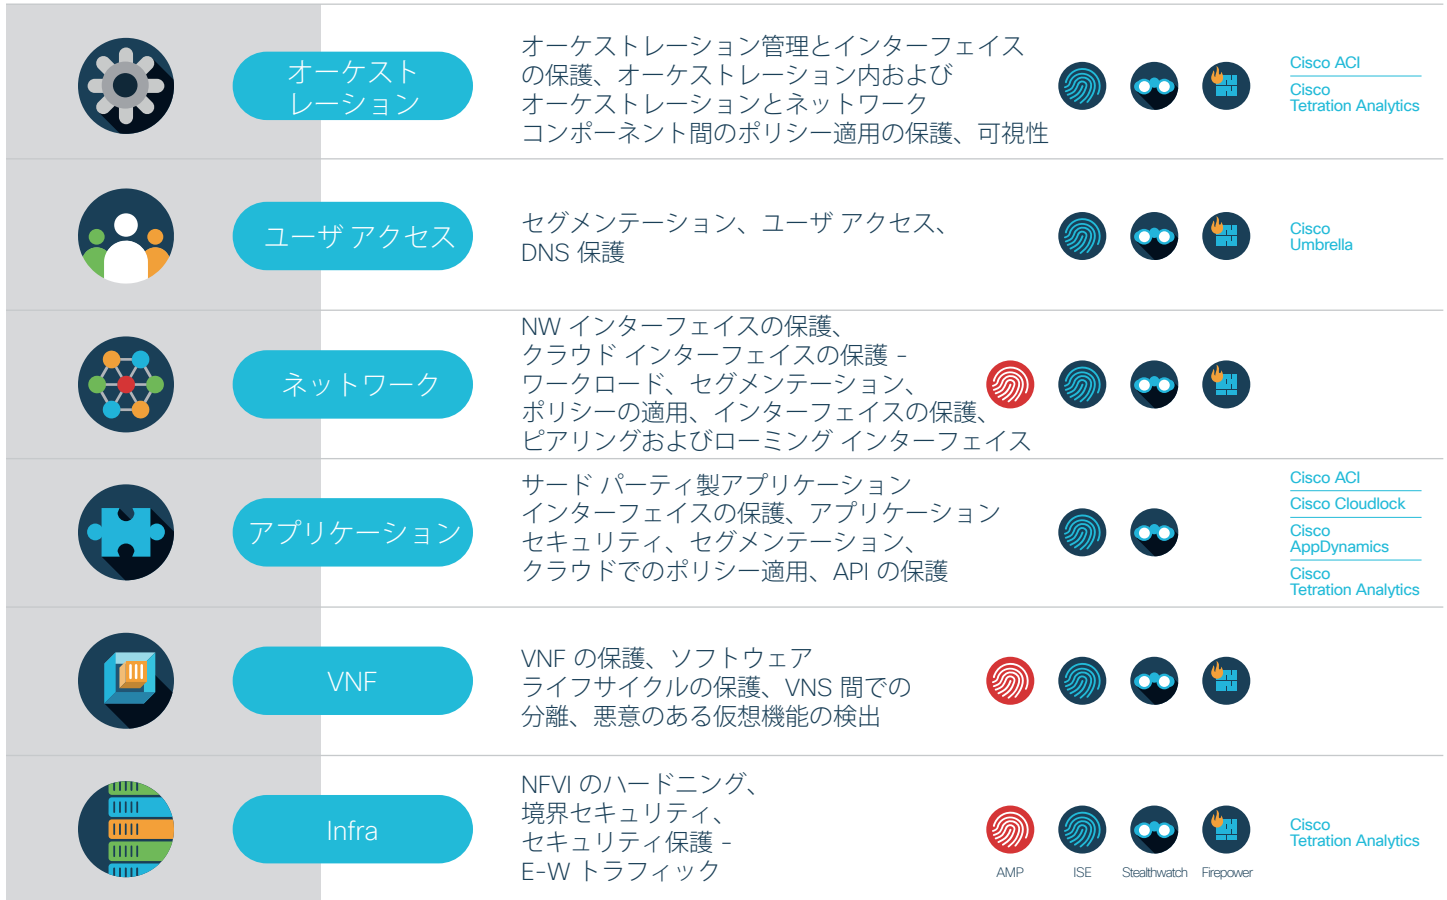 オーケスト
レーション
オーケストレーション管理とインターフェイス
の保護、オーケストレーション内および
オーケストレーションとネットワーク
コンポーネント間のポリシー適用の保護、可視性
Cisco ACI
Cisco
Tetration Analytics
ユーザ アクセス
セグメンテーション、ユーザ アクセス、
DNS 保護
Cisco
Umbrella
ネットワーク
NW インターフェイスの保護、
クラウド インターフェイスの保護 -
ワークロード、セグメンテーション、
ポリシーの適用、インターフェイスの保護、
ピアリングおよびローミング インターフェイス
アプリケーション
サード パーティ製アプリケーション
インターフェイスの保護、アプリケーション
セキュリティ、セグメンテーション、
クラウドでのポリシー適用、API の保護
Cisco ACI
Cisco Cloudlock
Cisco
AppDynamics
Cisco
Tetration Analytics
VNF
VNF の保護、ソフトウェア
ライフサイクルの保護、VNS 間での
分離、悪意のある仮想機能の検出
Infra
NFVI のハードニング、
境界セキュリティ、
セキュリティ保護 -
E-W トラフィック
Cisco
Tetration Analytics
AMP
ISE
Stealthwatch
Firepower